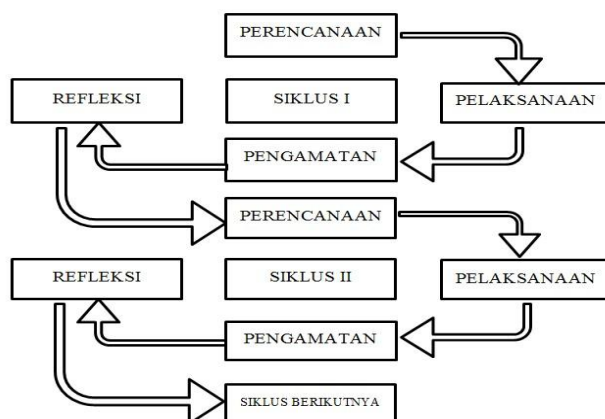 PERENCANAAN
REFLEKSI
SIKLUS I
PELAKSANAAN
PENGAMATAN
PERENCANAAN
REFLEKSI
SIKLUS II
PELAKSANAAN
PENGAMATAN
SIKLUS BERIKUTNYA